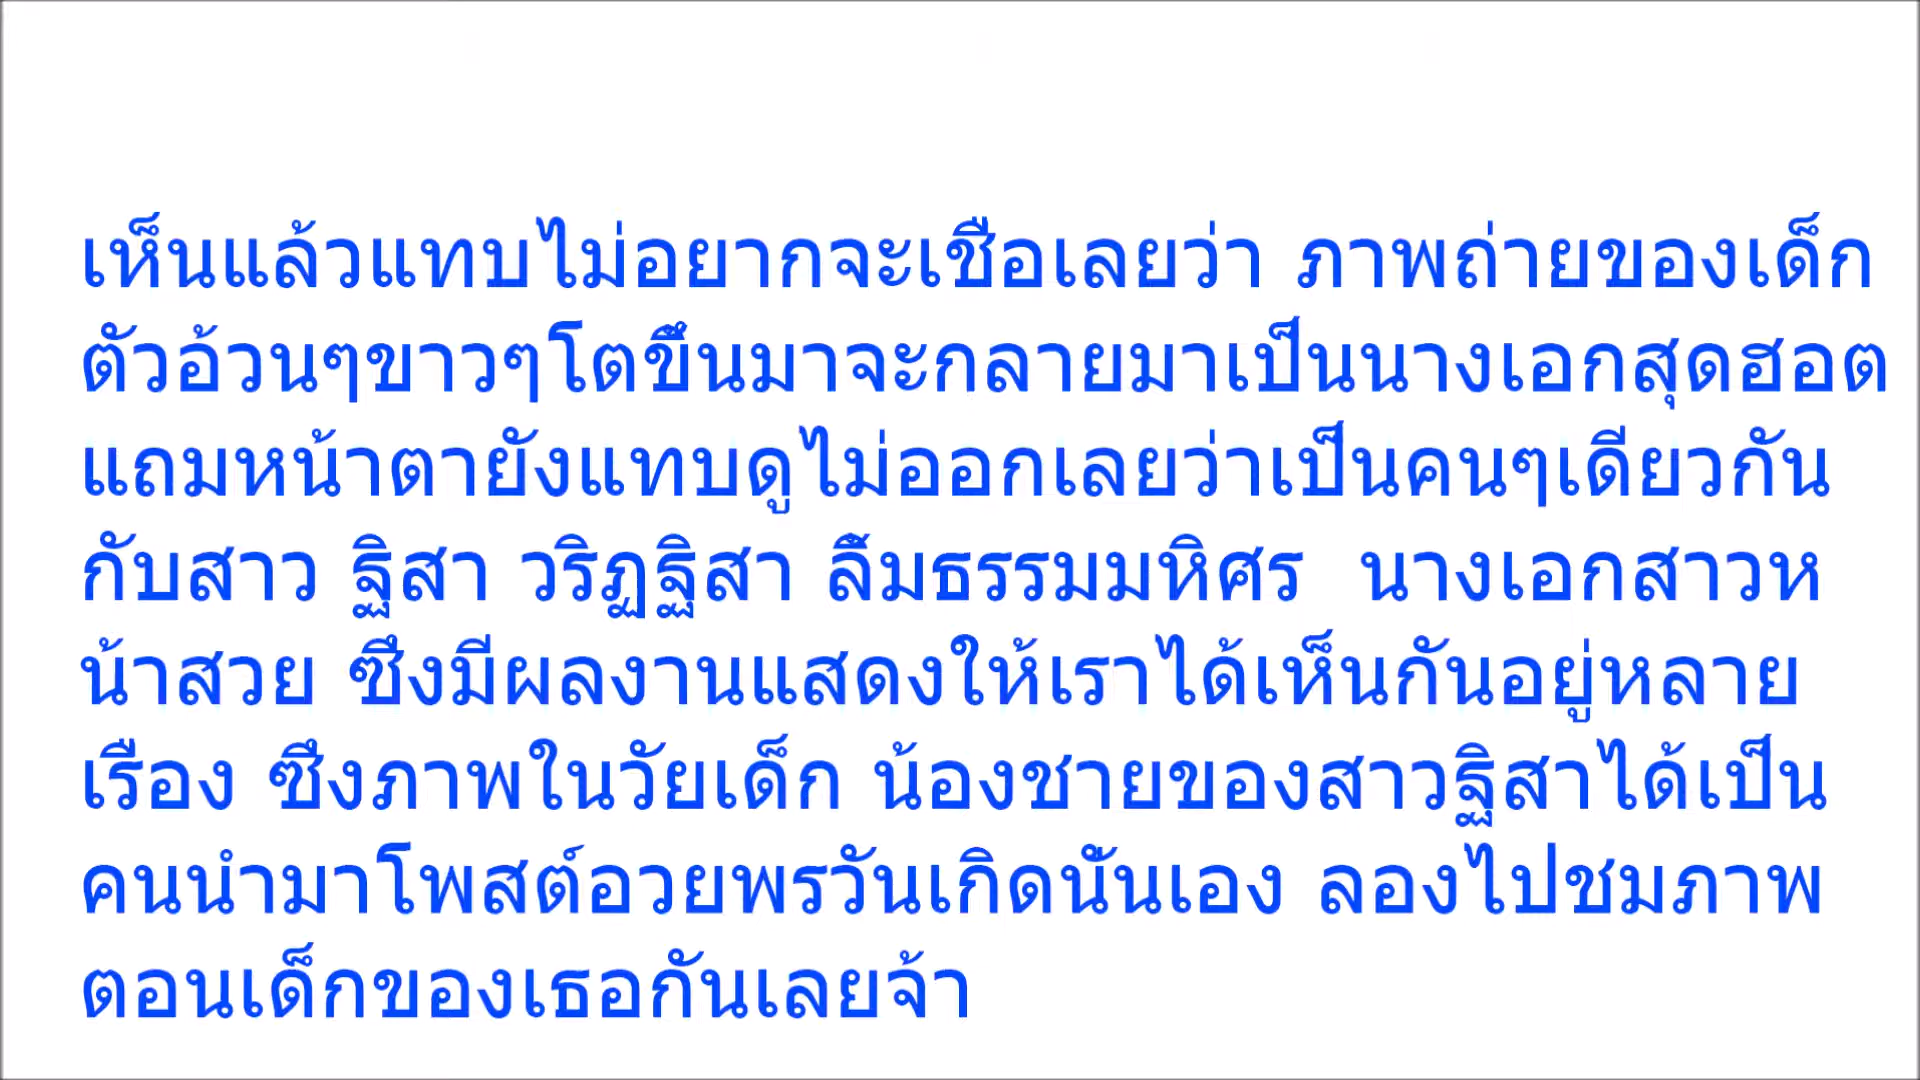 เห็นแล้วแทบไม่อยากจะเชื่อเลยว่า ภาพถ่ายของเด็ก
ตัวอ้วนๆขาวๆโตขึ้นมาจะกลายมาเป็นนางเอกสุดฮอต
แถมหน้าตายังแทบดูไม่ออกเลยว่าเป็นคนๆเดียวกัน
กับสาว ฐิสา วริฏฐิสา ลิ้มธรรมมหิศร  นางเอกสาวห
น้าสวย ซึ่งมีผลงานแสดงให้เราได้เห็นกันอยู่หลาย
เรื่อง ซึ่งภาพในวัยเด็ก น้องชายของสาวฐิสาได้เป็น
คนนำมาโพสต์อวยพรวันเกิดนั่นเอง ลองไปชมภาพ
ตอนเด็กของเธอกันเลยจ้า